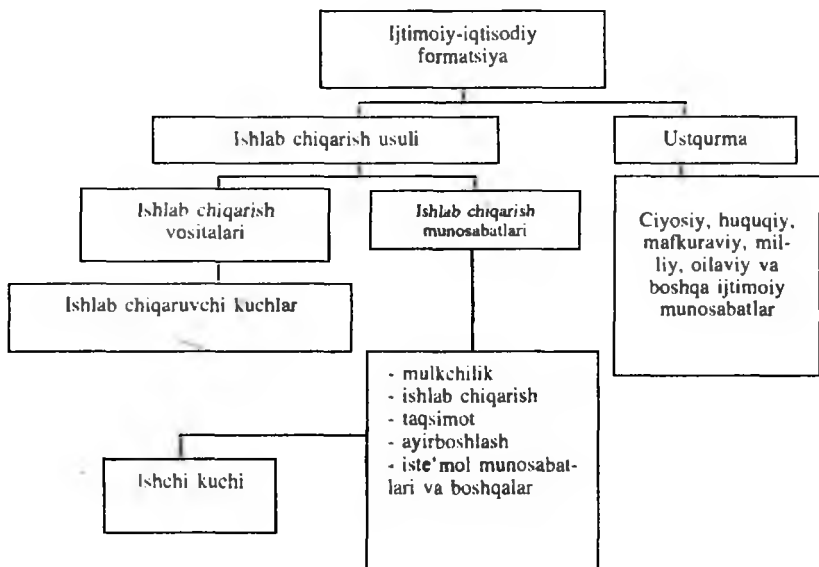 Ijtimoiy-iqtisodiy
formatsiya
Ishlab chiqarish usuli
Ustqurma
Ishlab chiqarish
vositalari
Ishlab chiqarish
munosabatlari
Ciyosiy, huquqiy,
mafkuraviy, mil-
liy, oilaviy va
boshqa ijtimoiy
munosabatlar
Ishlab chiqaruvchi kuchlar
- mulkchilik
- ishlab chiqarish
- taqsimot
- ayirboshlash
- iste'mol munosabat-
lari va boshqalar
Ishchi kuchi